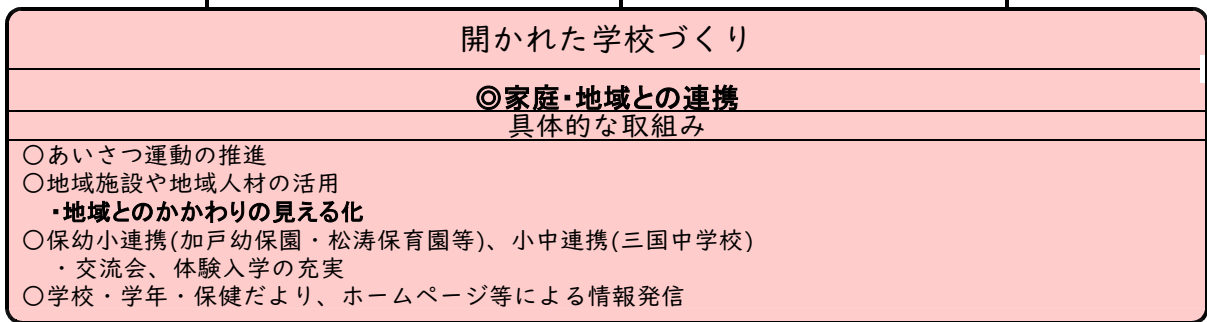 開かれた学校づくり
◎家庭・地域との連携
具体的な取組み
○あいさつ運動の推進
○地域施設や地域人材の活用
・地域とのかかわりの見える化
○保幼小連携(加戸幼保園・松涛保育園等)、小中連携(三国中学校)
・交流会、体験入学の充実
○学校・学年・保健だより、ホームページ等による情報発信